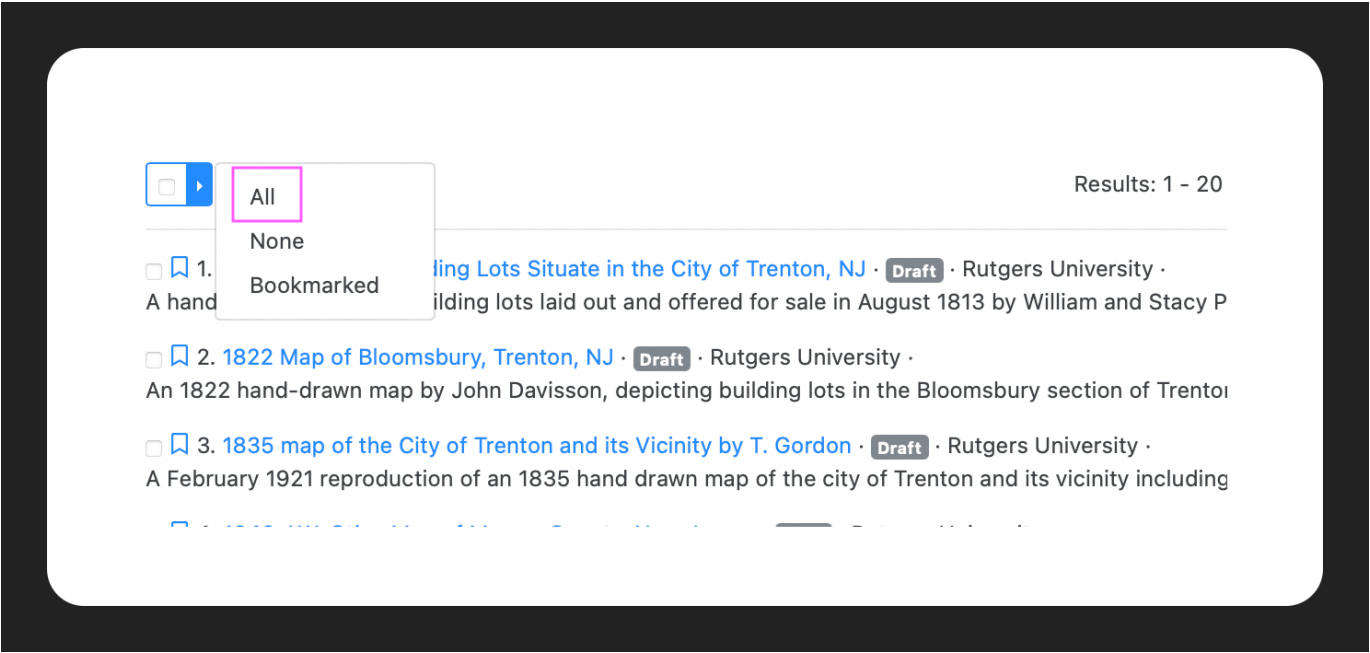 All
Results: 1 - 20
None
Bookmarked
1. ding Lots Situate in the City of Trenton, NJ · Draft · Rutgers University ·
A hand ilding lots laid out and offered for sale in August 1813 by William and Stacy P
2. 1822 Map of Bloomsbury, Trenton, NJ · Draft · Rutgers University ·
An 1822 hand-drawn map by John Davisson, depicting building lots in the Bloomsbury section of Trenton
3. 1835 map of the City of Trenton and its Vicinity by T. Gordon · Draft · Rutgers University ·
A February 1921 reproduction of an 1835 hand drawn map of the city of Trenton and its vicinity including